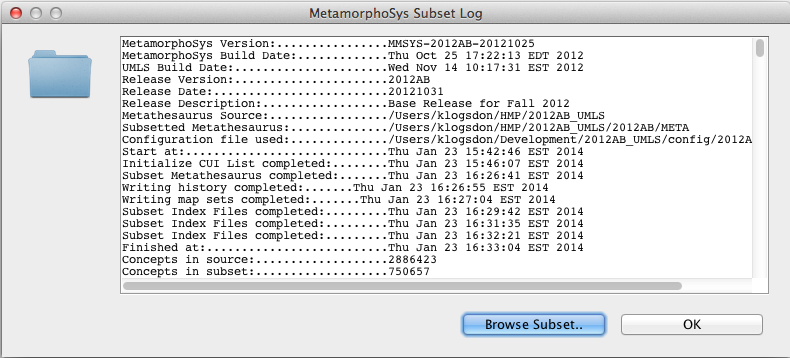 MetamorphoSys Subset Log
MetamorphoSys Version:................MMSYS-2012AB-20121025
MetamorphoSys Build Date:.............Thu Oct 25 17:22:13 EDT 2012
UMLS Build Date:......................Wed Nov 14 10:17:31 EST 2012
Release Version:......................2012AB
Release Date:.........................20121031
Release Description:..................Base Release for Fall 2012
Metathesaurus Source:................./Users/klogsdon/HMP/2012AB_UMLS
Subsetted Metathesaurus:............../Users/klogsdon/HMP/2012AB_UMLS/2012AB/META
Configuration file used:............../Users/klogsdon/Development/2012AB_UMLS/config/2012A
Start at:.............................Thu Jan 23 15:42:46 EST 2014
Initialize CUI List completed:........Thu Jan 23 15:46:07 EST 2014
Subset Metathesaurus completed:.......Thu Jan 23 16:26:41 EST 2014
Writing history completed:.......Thu Jan 23 16:26:55 EST 2014
Writing map sets completed:.......Thu Jan 23 16:27:04 EST 2014
Subset Index Files completed:.........Thu Jan 23 16:29:42 EST 2014
Subset Index Files completed:.........Thu Jan 23 16:31:35 EST 2014
Subset Index Files completed:.........Thu Jan 23 16:32:21 EST 2014
Finished at:..........................Thu Jan 23 16:33:04 EST 2014
Concepts in source:...................2886423
Concepts in subset:...................750657
Browse Subset..
OK